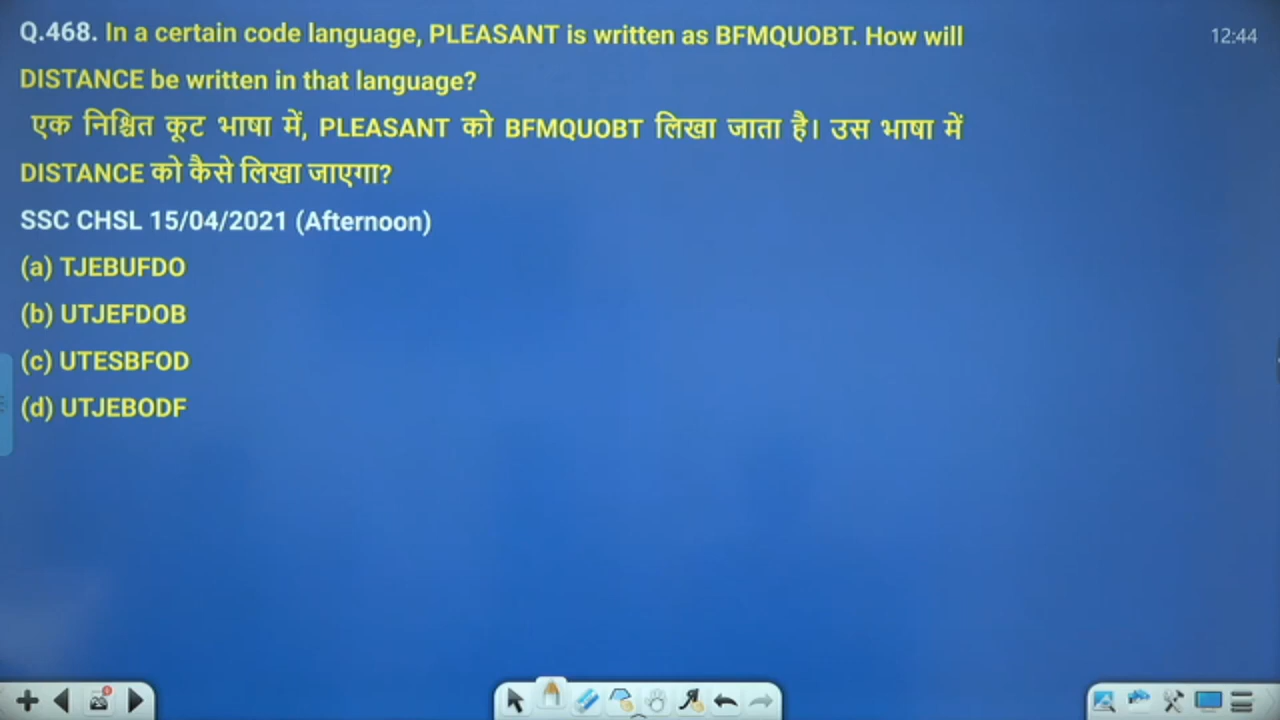 Q.468. In a certain code language, PLEASANT is written as BFMQUOBT. How will
12:44
DISTANCE be written in that language?
एक निश्चित कूट भाषा में, PLEASANT को BFMQUOBT लिखा जाता है। उस भाषा में
DISTANCE को कैसे लिखा जाएगा?
SSC CHSL 15/04/2021 (Afternoon)
(a) TJEBUFDO
(b) UTJEFDOB
(c) UTESBFOD
(d) UTJEBODF